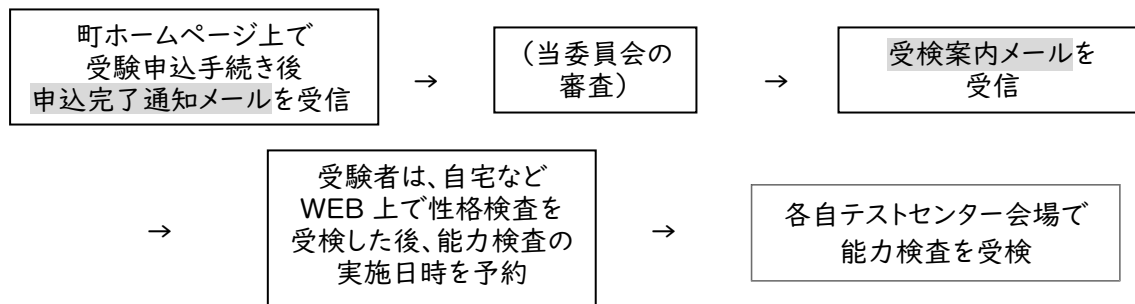 町ホームページ上で
受験申込手続き後
申込完了通知メールを受信
→
（当委員会の
審査）
→
受検案内メールを
受信
→
受験者は、自宅など
WEB 上で性格検査を
受検した後、能力検査の
実施日時を予約
→
各自テストセンター会場で
能力検査を受検